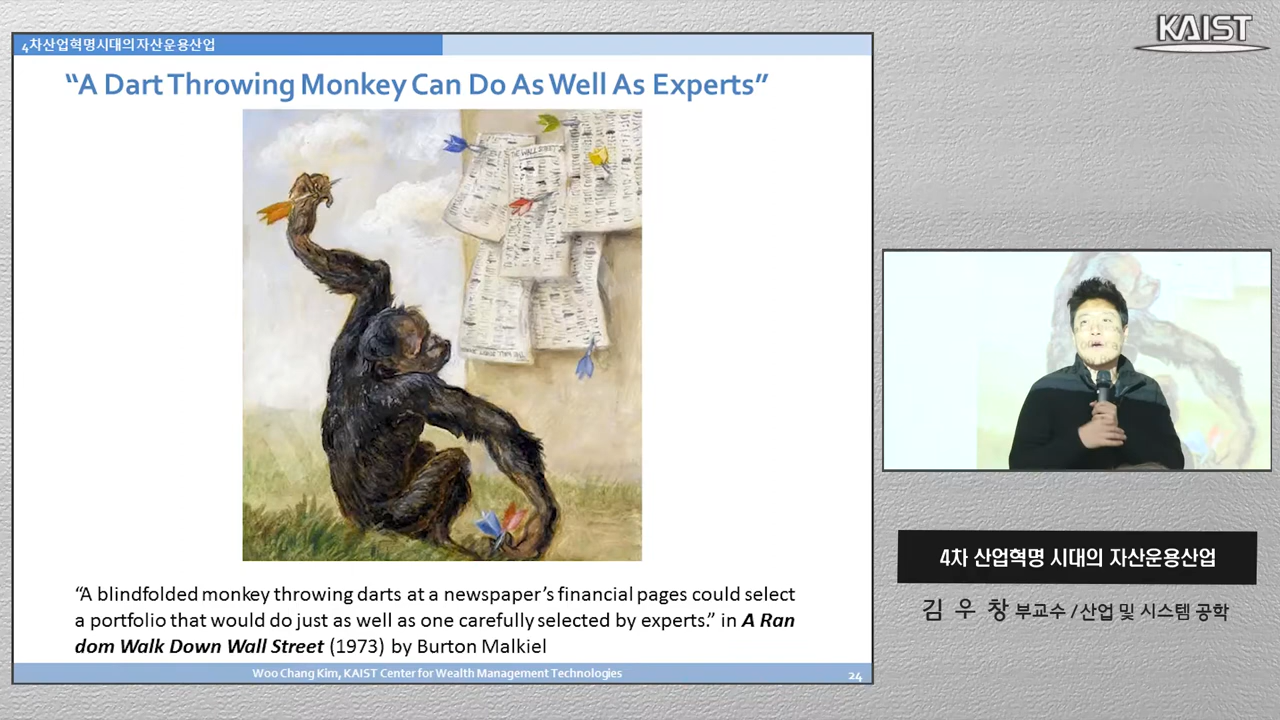 KAIST
4차산업혁명시대의자산운용산업
“A Dart Throwing Monkey Can Do As Well As Experts”
“A blindfolded monkey throwing darts at a newspaper’s financial pages could select
a portfolio that would do just as well as one carefully selected by experts.” in A Ran
dom Walk Down Wall Street (1973) by Burton Malkiel
Woo Chang Kim, KAIST Center for Wealth Management Technologies
24
4차 산업혁명 시대의 자산운용산업
김 우 창 부교수 / 산업 및 시스템 공학